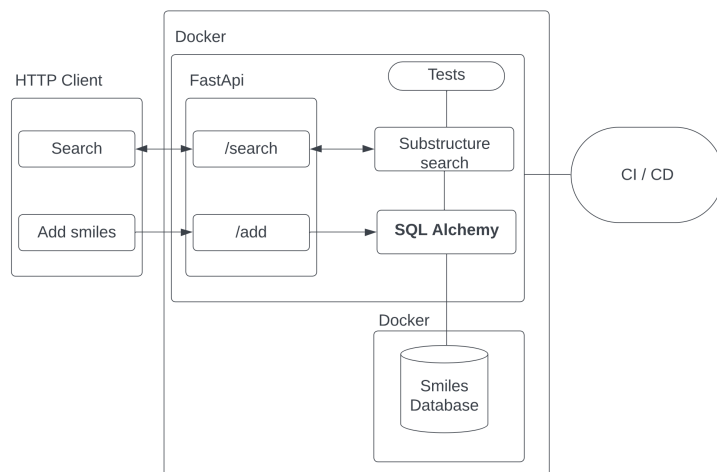 Docker
HTTP Client
FastApi
Tests
Search
/search
Substructure
search
CI / CD
Add smiles
/add
SQL Alchemy
Docker
Smiles
Database